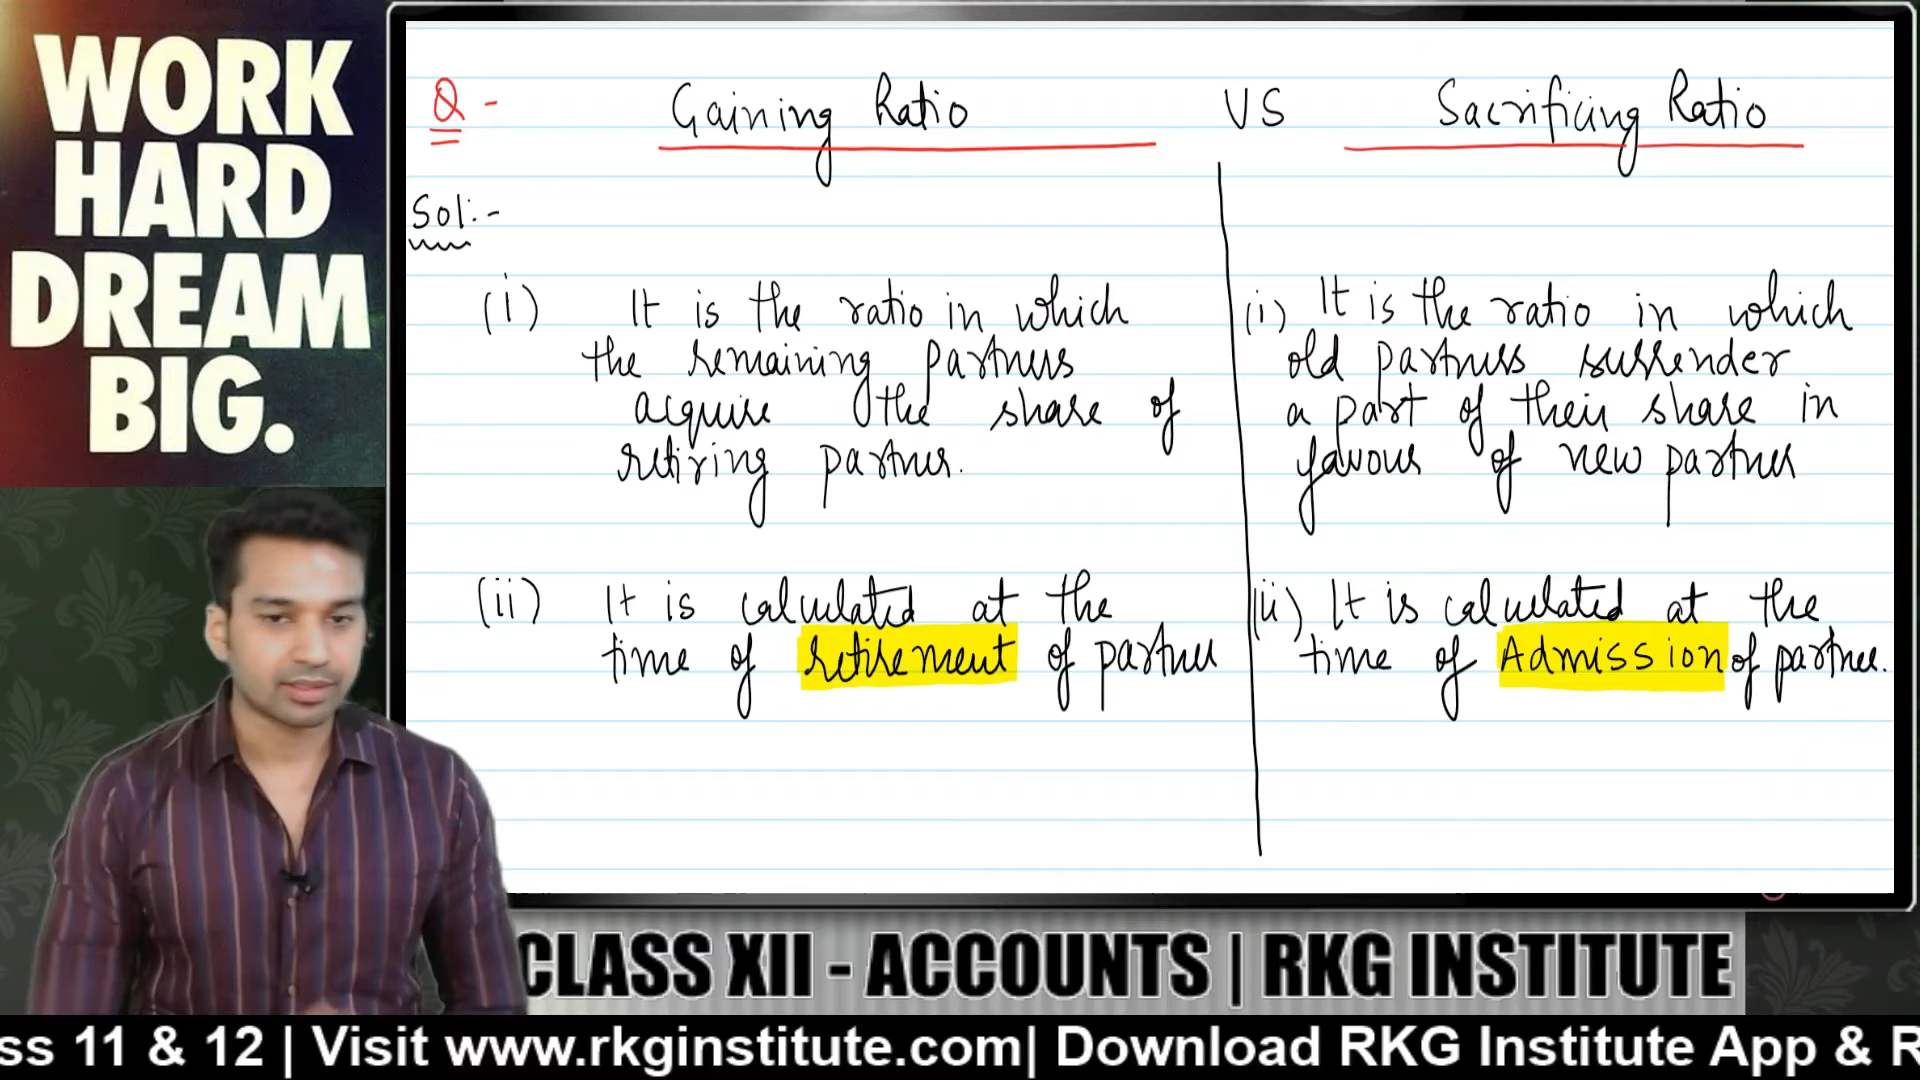 WORK
HARD
DREAM
BIG.
Q - Gaining Ratio VS Sacrificing Ratio
Sol:-
(i) It is the ratio in which
the remaining partners
acquire the share of
retiring partner.
(i) It is the ratio in which
old partners surrender
a part of their share in
favour of new partner
(ii) It is calculated at the
time of retirement of partner
(ii) It is calculated at the
time of Admission of partner.
CLASS XII - ACCOUNTS | RKG INSTITUTE
ss 11 & 12 | Visit www.rkginstitute.com| Download RKG Institute App & R